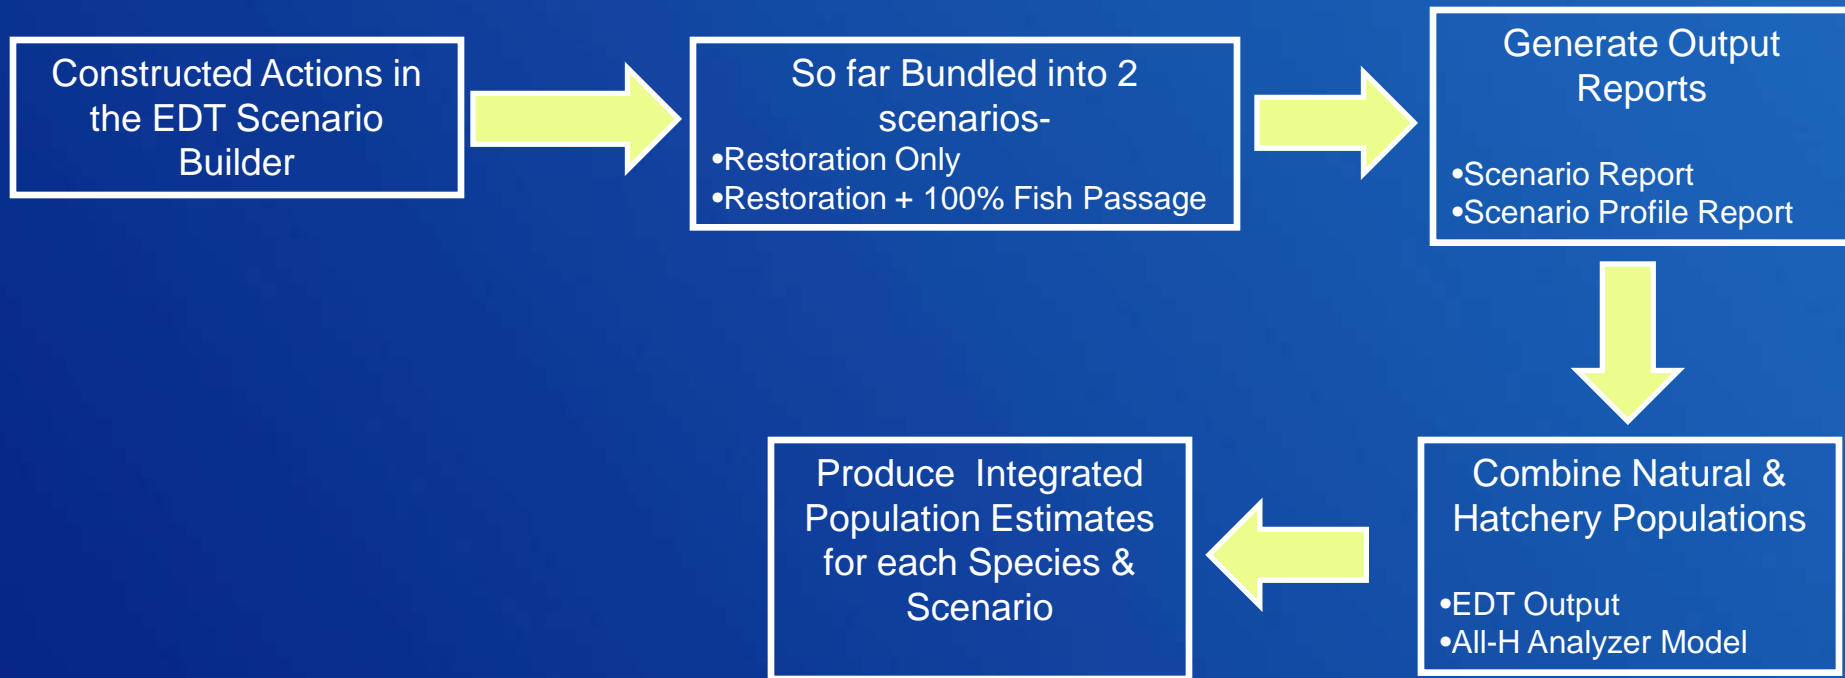 Constructed Actions in
the EDT Scenario
Builder
So far Bundled into 2
scenarios-
•Restoration Only
•Restoration + 100% Fish Passage
Generate Output
Reports
•Scenario Report
•Scenario Profile Report
Combine Natural &
Hatchery Populations
•EDT Output
•All-H Analyzer Model
Produce  Integrated
Population Estimates
for each Species &
Scenario